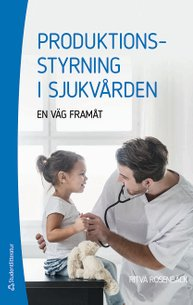 PRODUKTIONS-
STYRNING
I SJUKVÅRDEN
EN VÄG FRAMÅT
RITVA ROSENBÄCK
Studentlitteratur